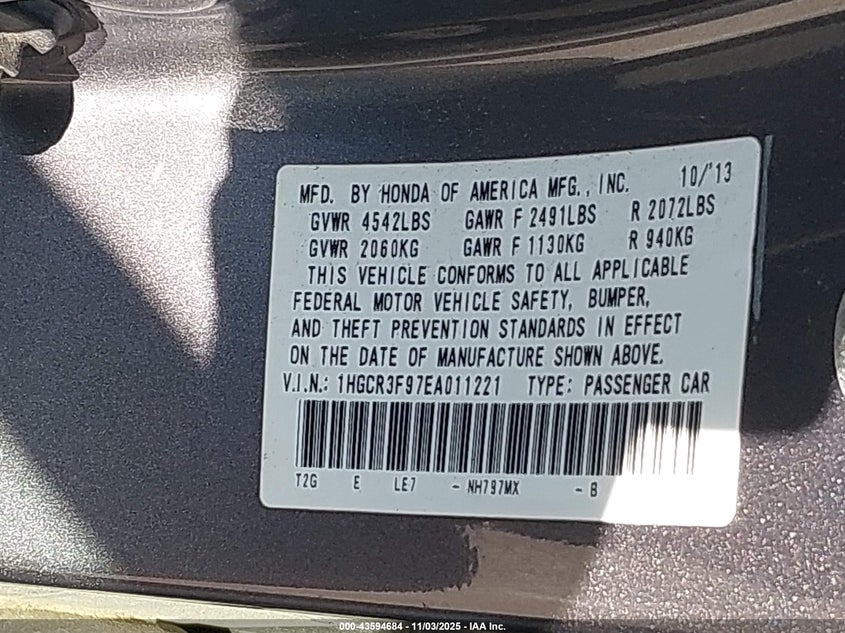 MFD. BY HONDA OF AMERICA MFG., INC. 10/'13
GVWR 4542LBS GAWR F 2491LBS R 2072LBS
GVWR 2060KG GAWR F 1130KG R 940KG
THIS VEHICLE CONFORMS TO ALL APPLICABLE
FEDERAL MOTOR VEHICLE SAFETY, BUMPER,
AND THEFT PREVENTION STANDARDS IN EFFECT
ON THE DATE OF MANUFACTURE SHOWN ABOVE.
V.I.N.: 1HGCR3F97EA011221 TYPE: PASSENGER CAR
T2G E LE7 - NH797MX - B
000-43594684 - 11/03/2025 - IAA Inc.